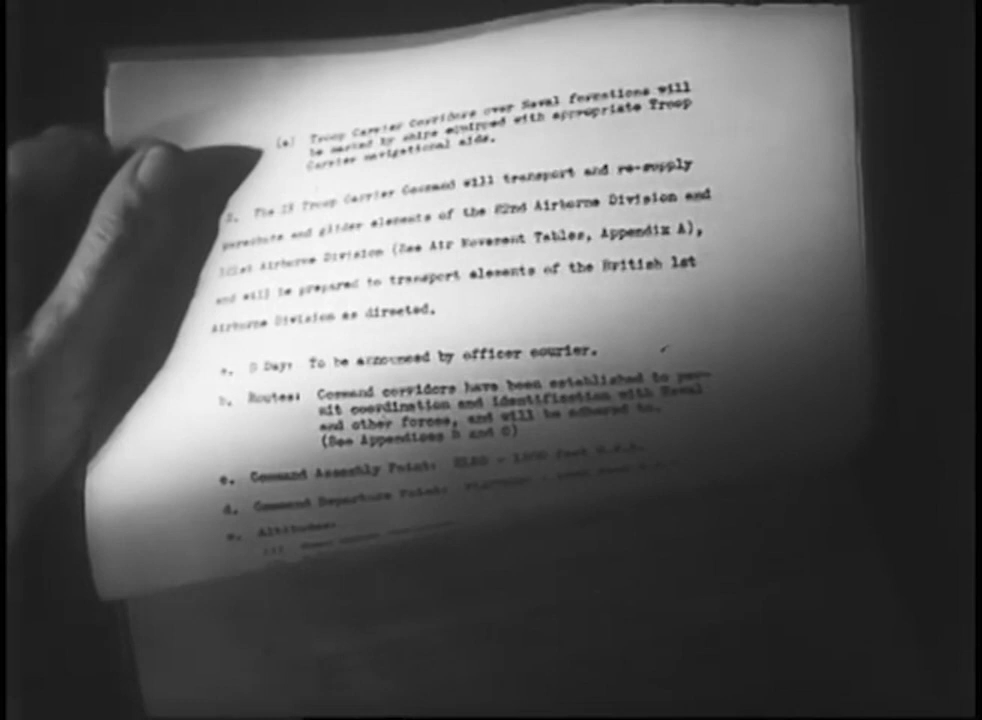 (a) Troop Carrier Corridors over Naval formations will
be marked by ships equipped with appropriate Troop
Carrier navigational aids.
2. The IX Troop Carrier Command will transport and re-supply
parachute and glider elements of the 82nd Airborne Division and
101st Airborne Division (See Air Movement Tables, Appendix A),
and will be prepared to transport elements of the British 1st
Airborne Division as directed.
a. D Day: To be announced by officer courier.
b. Routes: Command corridors have been established to per-
mit coordination and identification with Naval
and other forces, and will be adhered to.
(See Appendixes B and C)
c. Command Assembly Point: - 1500 feet
d. Command Departure Point:
e. Altitudes: